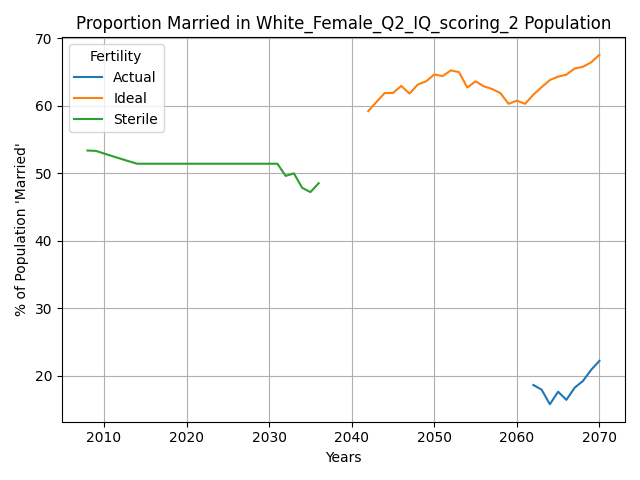 Proportion Married in White_Female_Q2_IQ_scoring_2 Population
% of Population 'Married'
70
60
50
40
30
20
Fertility
Actual
Ideal
Sterile
2010 2020 2030 2040 2050 2060 2070
Years